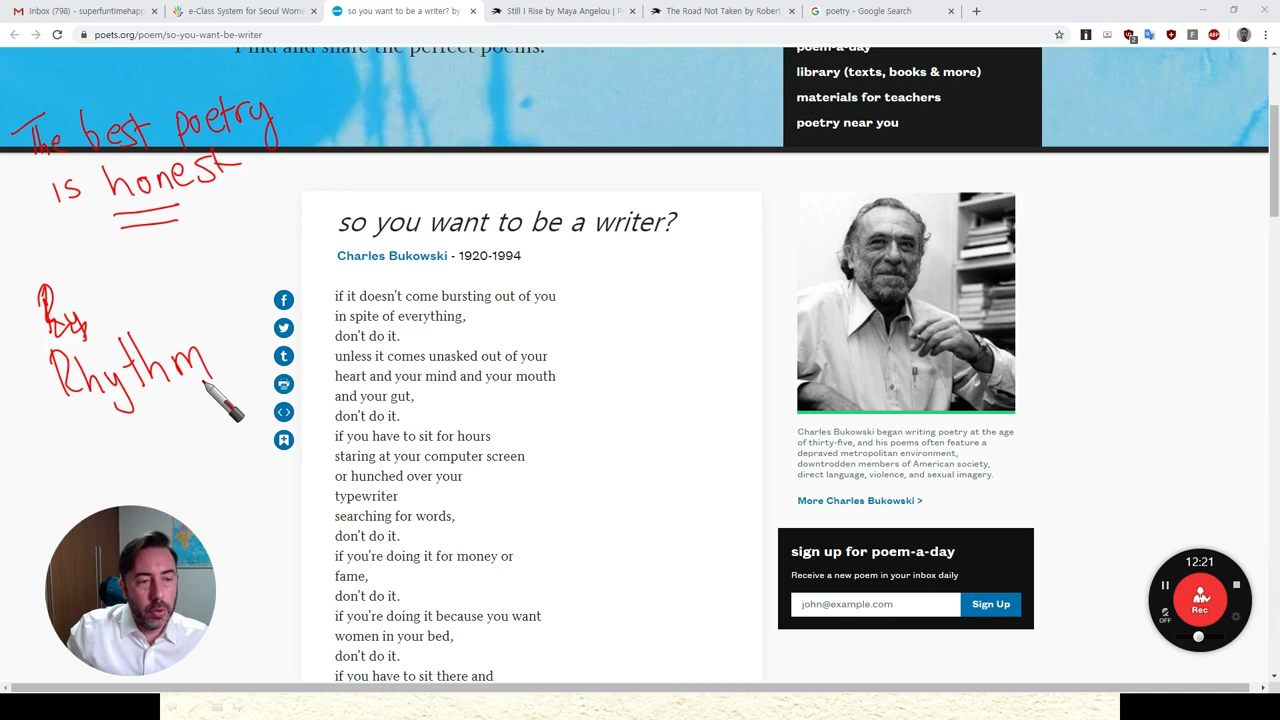 Inbox (798) - superfuntimehapp
e-Class System for Seoul Wome
so you want to be a writer? by
Still I Rise by Maya Angelou | P
The Road Not Taken by Robert
poetry - Google Search
poets.org/poem/so-you-want-be-writer
Find and share the perfect poems.
poem-a-day
library (texts, books & more)
materials for teachers
poetry near you
The best poetry
is honest
Rhythm
so you want to be a writer?
Charles Bukowski - 1920-1994
if it doesn't come bursting out of you
in spite of everything,
don't do it.
unless it comes unasked out of your
heart and your mind and your mouth
and your gut,
don't do it.
if you have to sit for hours
staring at your computer screen
or hunched over your
typewriter
searching for words,
don't do it.
if you're doing it for money or
fame,
don't do it.
if you're doing it because you want
women in your bed,
don't do it.
if you have to sit there and
Charles Bukowski began writing poetry at the age
of thirty-five, and his poems often feature a
depraved metropolitan environment,
downtrodden members of American society,
direct language, violence, and sexual imagery.
More Charles Bukowski >
sign up for poem-a-day
Receive a new poem in your inbox daily
john@example.com
Sign Up
12:21
Rec
OFF